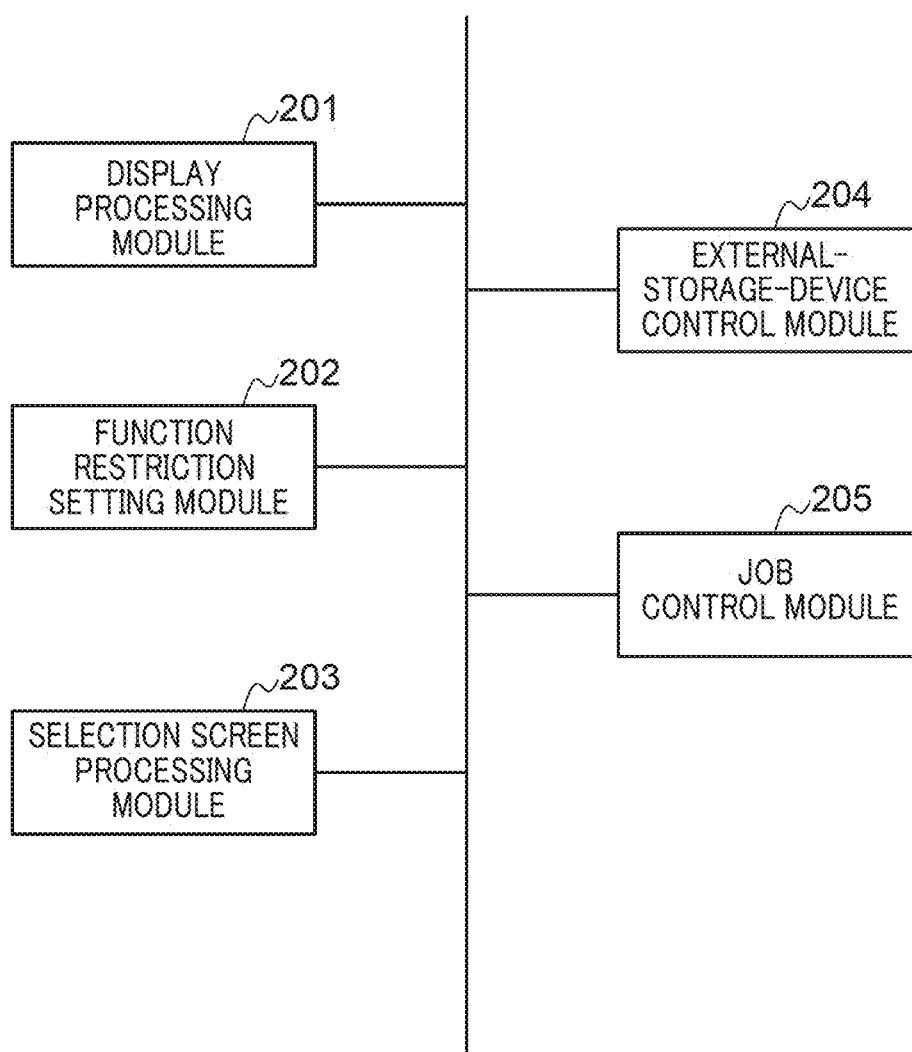 201
DISPLAY
PROCESSING
MODULE
202
FUNCTION
RESTRICTION
SETTING MODULE
203
SELECTION SCREEN
PROCESSING
MODULE
204
EXTERNAL-
STORAGE-DEVICE
CONTROL MODULE
205
JOB
CONTROL MODULE